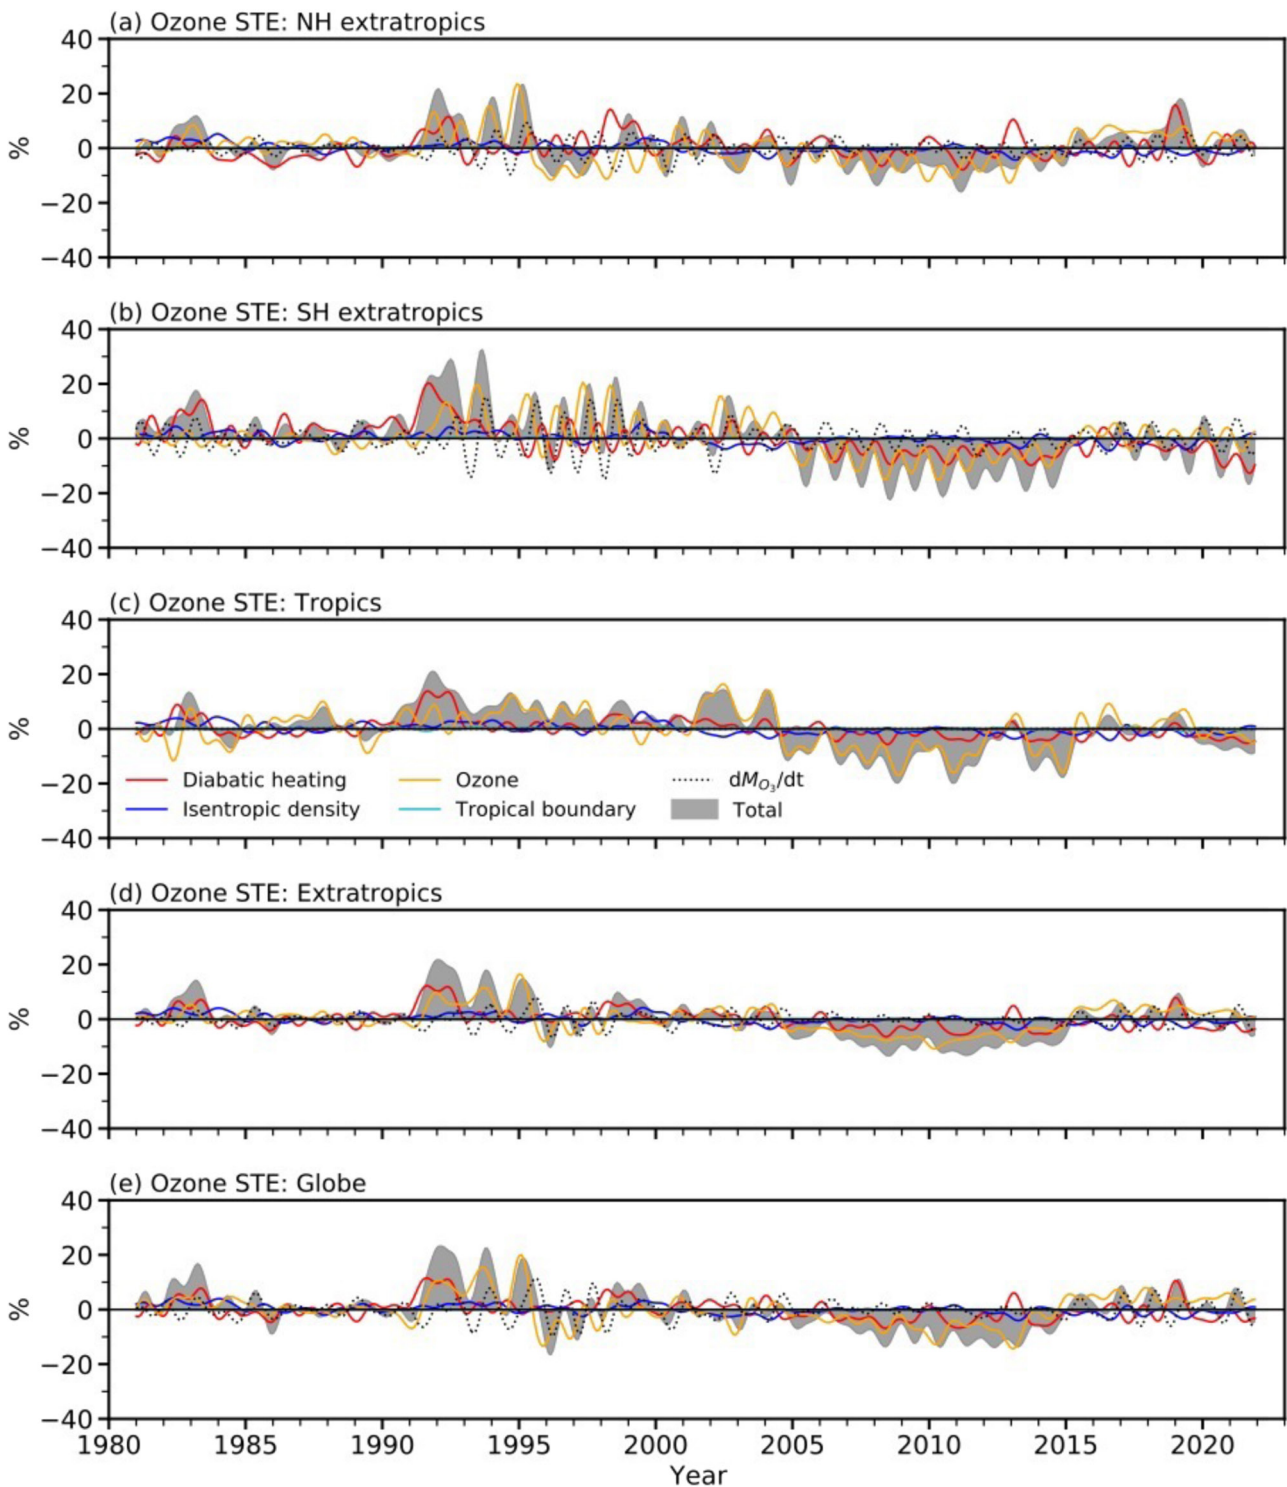 (a) Ozone STE: NH extratropics
40
20
0
−20
−40
%
(b) Ozone STE: SH extratropics
40
20
0
−20
−40
%
(c) Ozone STE: Tropics
40
20
0
−20
−40
%
Diabatic heating
Ozone
dM_{O_3}/dt
Isentropic density
Tropical boundary
Total
(d) Ozone STE: Extratropics
40
20
0
−20
−40
%
(e) Ozone STE: Globe
40
20
0
−20
−40
%
1980 1985 1990 1995 2000 2005 2010 2015 2020
Year